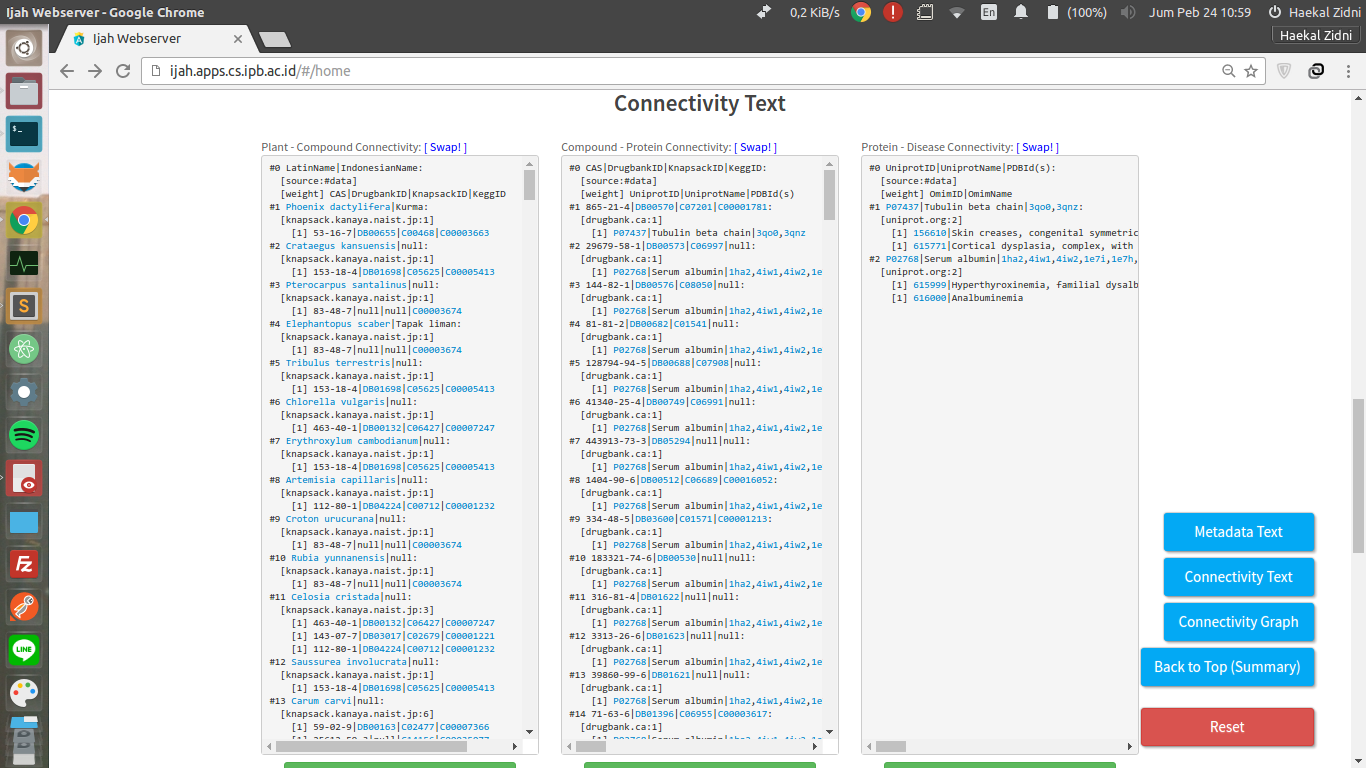 Ijah Webserver - Google Chrome
0,2 KiB/s
En
(100%)
Jum Peb 24 10:59
Haekal Zidni
Ijah Webserver
Haekal Zidni
ijah.apps.cs.ipb.ac.id/#/home
Connectivity Text
Plant - Compound Connectivity: [ Swap! ]
#0 LatinName|IndonesianName:
[source:#data]
[weight] CAS|DrugbankID|KnapsackID|KeggID
#1 Phoenix dactylifera|Kurma:
[knapsack.kanaya.naist.jp:1]
[1] 53-16-7|DB00655|C00468|C00003663
#2 Crataegus kansuensis|null:
[knapsack.kanaya.naist.jp:1]
[1] 153-18-4|DB01698|C05625|C00005413
#3 Pterocarpus santalinus|null:
[knapsack.kanaya.naist.jp:1]
[1] 83-48-7|null|null|C00003674
#4 Elephantopus scaber|Tapak liman:
[knapsack.kanaya.naist.jp:1]
[1] 83-48-7|null|null|C00003674
#5 Tribulus terrestris|null:
[knapsack.kanaya.naist.jp:1]
[1] 153-18-4|DB01698|C05625|C00005413
#6 Chlorella vulgaris|null:
[knapsack.kanaya.naist.jp:1]
[1] 463-40-1|DB00132|C06427|C00007247
#7 Erythroxylum cambodianum|null:
[knapsack.kanaya.naist.jp:1]
[1] 153-18-4|DB01698|C05625|C00005413
#8 Artemisia capillaris|null:
[knapsack.kanaya.naist.jp:1]
[1] 112-80-1|DB04224|C00712|C00001232
#9 Croton urucurana|null:
[knapsack.kanaya.naist.jp:1]
[1] 83-48-7|null|null|C00003674
#10 Rubia yunnanensis|null:
[knapsack.kanaya.naist.jp:1]
[1] 83-48-7|null|null|C00003674
#11 Celosia cristada|null:
[knapsack.kanaya.naist.jp:3]
[1] 463-40-1|DB00132|C06427|C00007247
[1] 143-07-7|DB03017|C02679|C00001221
[1] 112-80-1|DB04224|C00712|C00001232
#12 Saussurea involucrata|null:
[knapsack.kanaya.naist.jp:1]
[1] 153-18-4|DB01698|C05625|C00005413
#13 Carum carvi|null:
[knapsack.kanaya.naist.jp:6]
[1] 59-02-9|DB00163|C02477|C00007366
Compound - Protein Connectivity: [ Swap! ]
#0 CAS|DrugbankID|KnapsackID|KeggID:
[source:#data]
[weight] UniprotID|UniprotName|PDBId(s)
#1 865-21-4|DB00570|C07201|C00001781:
[drugbank.ca:1]
[1] P07437|Tubulin beta chain|3qo0,3qnz
#2 29679-58-1|DB00573|C06997|null:
[drugbank.ca:1]
[1] P02768|Serum albumin|1ha2,4iw1,4iw2,1e
#3 144-82-1|DB00576|C08050|null:
[drugbank.ca:1]
[1] P02768|Serum albumin|1ha2,4iw1,4iw2,1e
#4 81-81-2|DB00682|C01541|null:
[drugbank.ca:1]
[1] P02768|Serum albumin|1ha2,4iw1,4iw2,1e
#5 128794-94-5|DB00688|C07908|null:
[drugbank.ca:1]
[1] P02768|Serum albumin|1ha2,4iw1,4iw2,1e
#6 41340-25-4|DB00749|C06991|null:
[drugbank.ca:1]
[1] P02768|Serum albumin|1ha2,4iw1,4iw2,1e
#7 443913-73-3|DB05294|null|null:
[drugbank.ca:1]
[1] P02768|Serum albumin|1ha2,4iw1,4iw2,1e
#8 1404-90-6|DB00512|C06689|C00016052:
[drugbank.ca:1]
[1] P02768|Serum albumin|1ha2,4iw1,4iw2,1e
#9 334-48-5|DB03600|C01571|C00001213:
[drugbank.ca:1]
[1] P02768|Serum albumin|1ha2,4iw1,4iw2,1e
#10 183321-74-6|DB00530|null|null:
[drugbank.ca:1]
[1] P02768|Serum albumin|1ha2,4iw1,4iw2,1e
#11 316-81-4|DB01622|null|null:
[drugbank.ca:1]
[1] P02768|Serum albumin|1ha2,4iw1,4iw2,1e
#12 3313-26-6|DB01623|null|null:
[drugbank.ca:1]
[1] P02768|Serum albumin|1ha2,4iw1,4iw2,1e
#13 39860-99-6|DB01621|null|null:
[drugbank.ca:1]
[1] P02768|Serum albumin|1ha2,4iw1,4iw2,1e
#14 71-63-6|DB01396|C06955|C00003617:
[drugbank.ca:1]
Protein - Disease Connectivity: [ Swap! ]
#0 UniprotID|UniprotName|PDBId(s):
[source:#data]
[weight] OmimID|OmimName
#1 P07437|Tubulin beta chain|3qo0,3qnz:
[uniprot.org:2]
[1] 156610|Skin creases, congenital symmetric
[1] 615771|Cortical dysplasia, complex, with
#2 P02768|Serum albumin|1ha2,4iw1,4iw2,1e7i,1e7h,
[uniprot.org:2]
[1] 615999|Hyperthyroxinemia, familial dysalb
[1] 616000|Analbuminemia
Metadata Text
Connectivity Text
Connectivity Graph
Back to Top (Summary)
Reset
LINE